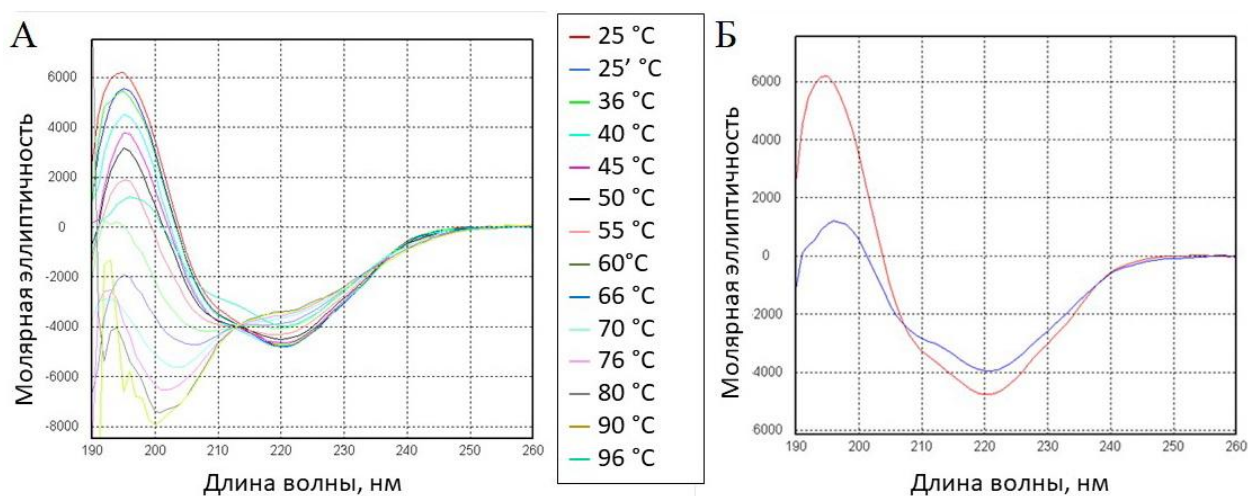 А
Молярная эллиптичность
6000
4000
2000
0
-2000
-4000
-6000
-8000
190
200
210
220
230
240
250
260
Длина волны, нм
25 °C
25’ °C
36 °C
40 °C
45 °C
50 °C
55 °C
60°C
66 °C
70 °C
76 °C
80 °C
90 °C
96 °C
Б
Молярная эллиптичность
6000
4000
2000
0
2000
4000
6000
190
200
210
220
230
240
250
260
Длина волны, нм